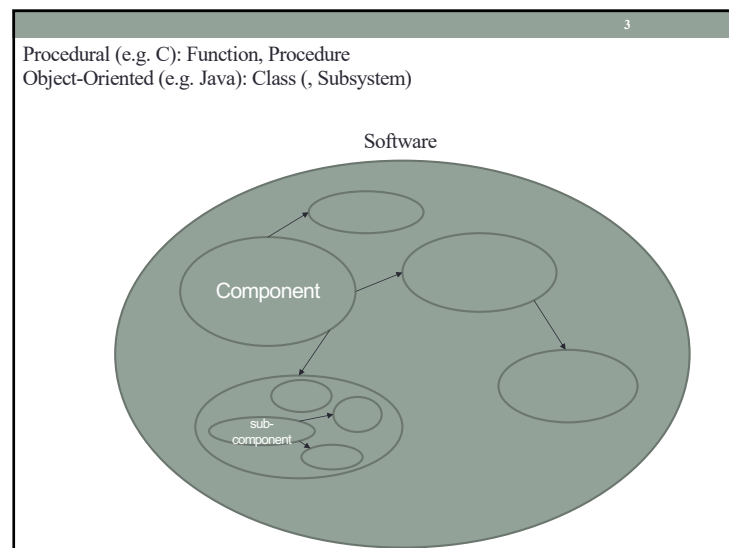 3
Procedural (e.g. C): Function, Procedure
Object-Oriented (e.g. Java): Class (, Subsystem)
Software
Component
sub-
component